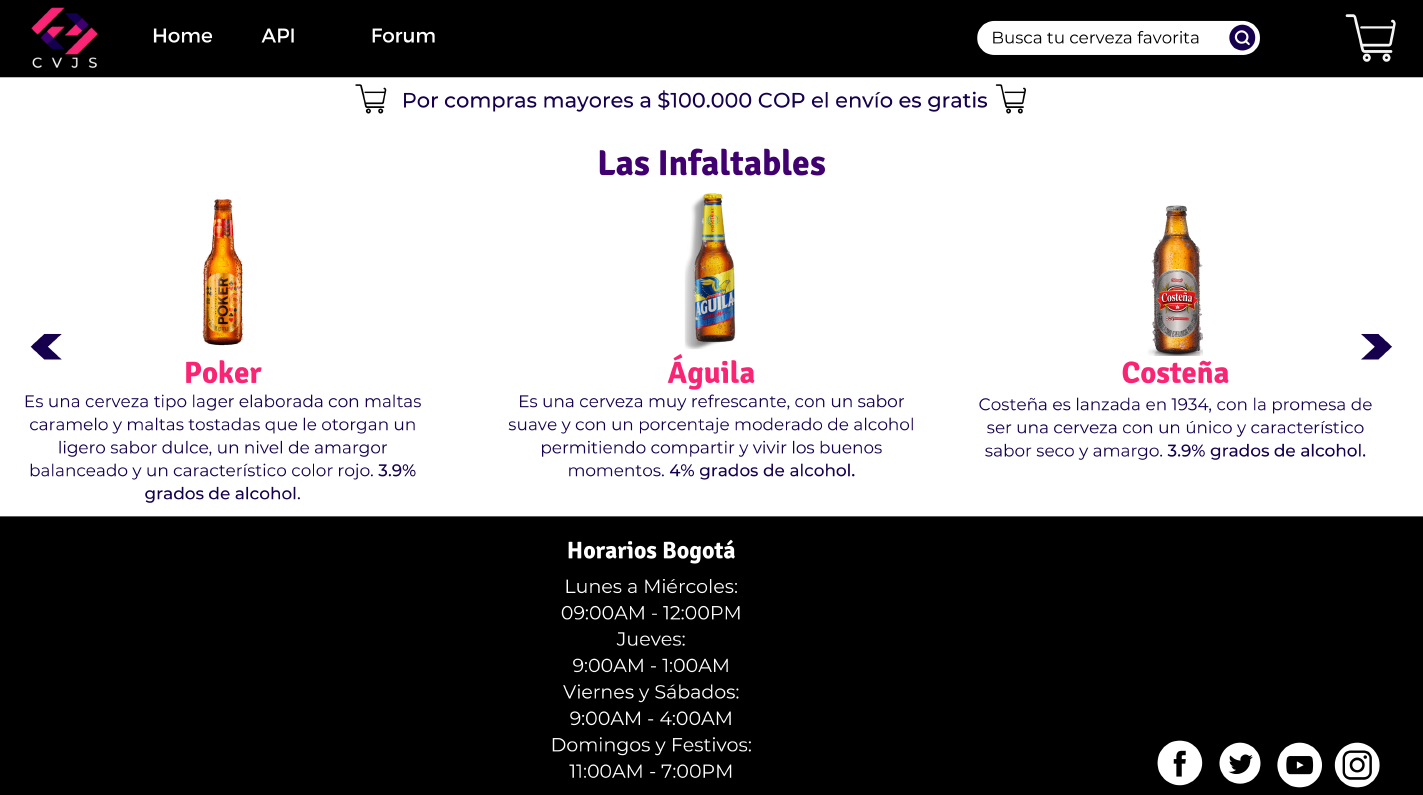 CVJS
Home
API
Forum
Busca tu cerveza favorita
Por compras mayores a $100.000 COP el envío es gratis
Las Infaltables
POKER
AGUILA
Costeña
Poker
Es una cerveza tipo lager elaborada con maltas
caramelo y maltas tostadas que le otorgan un
ligero sabor dulce, un nivel de amargor
balanceado y un característico color rojo. 3.9%
grados de alcohol.
Águila
Es una cerveza muy refrescante, con un sabor
suave y con un porcentaje moderado de alcohol
permitiendo compartir y vivir los buenos
momentos. 4% grados de alcohol.
Costeña
Costeña es lanzada en 1934, con la promesa de
ser una cerveza con un único y característico
sabor seco y amargo. 3.9% grados de alcohol.
Horarios Bogotá
Lunes a Miércoles:
09:00AM - 12:00PM
Jueves:
9:00AM - 1:00AM
Viernes y Sábados:
9:00AM - 4:00AM
Domingos y Festivos:
11:00AM - 7:00PM